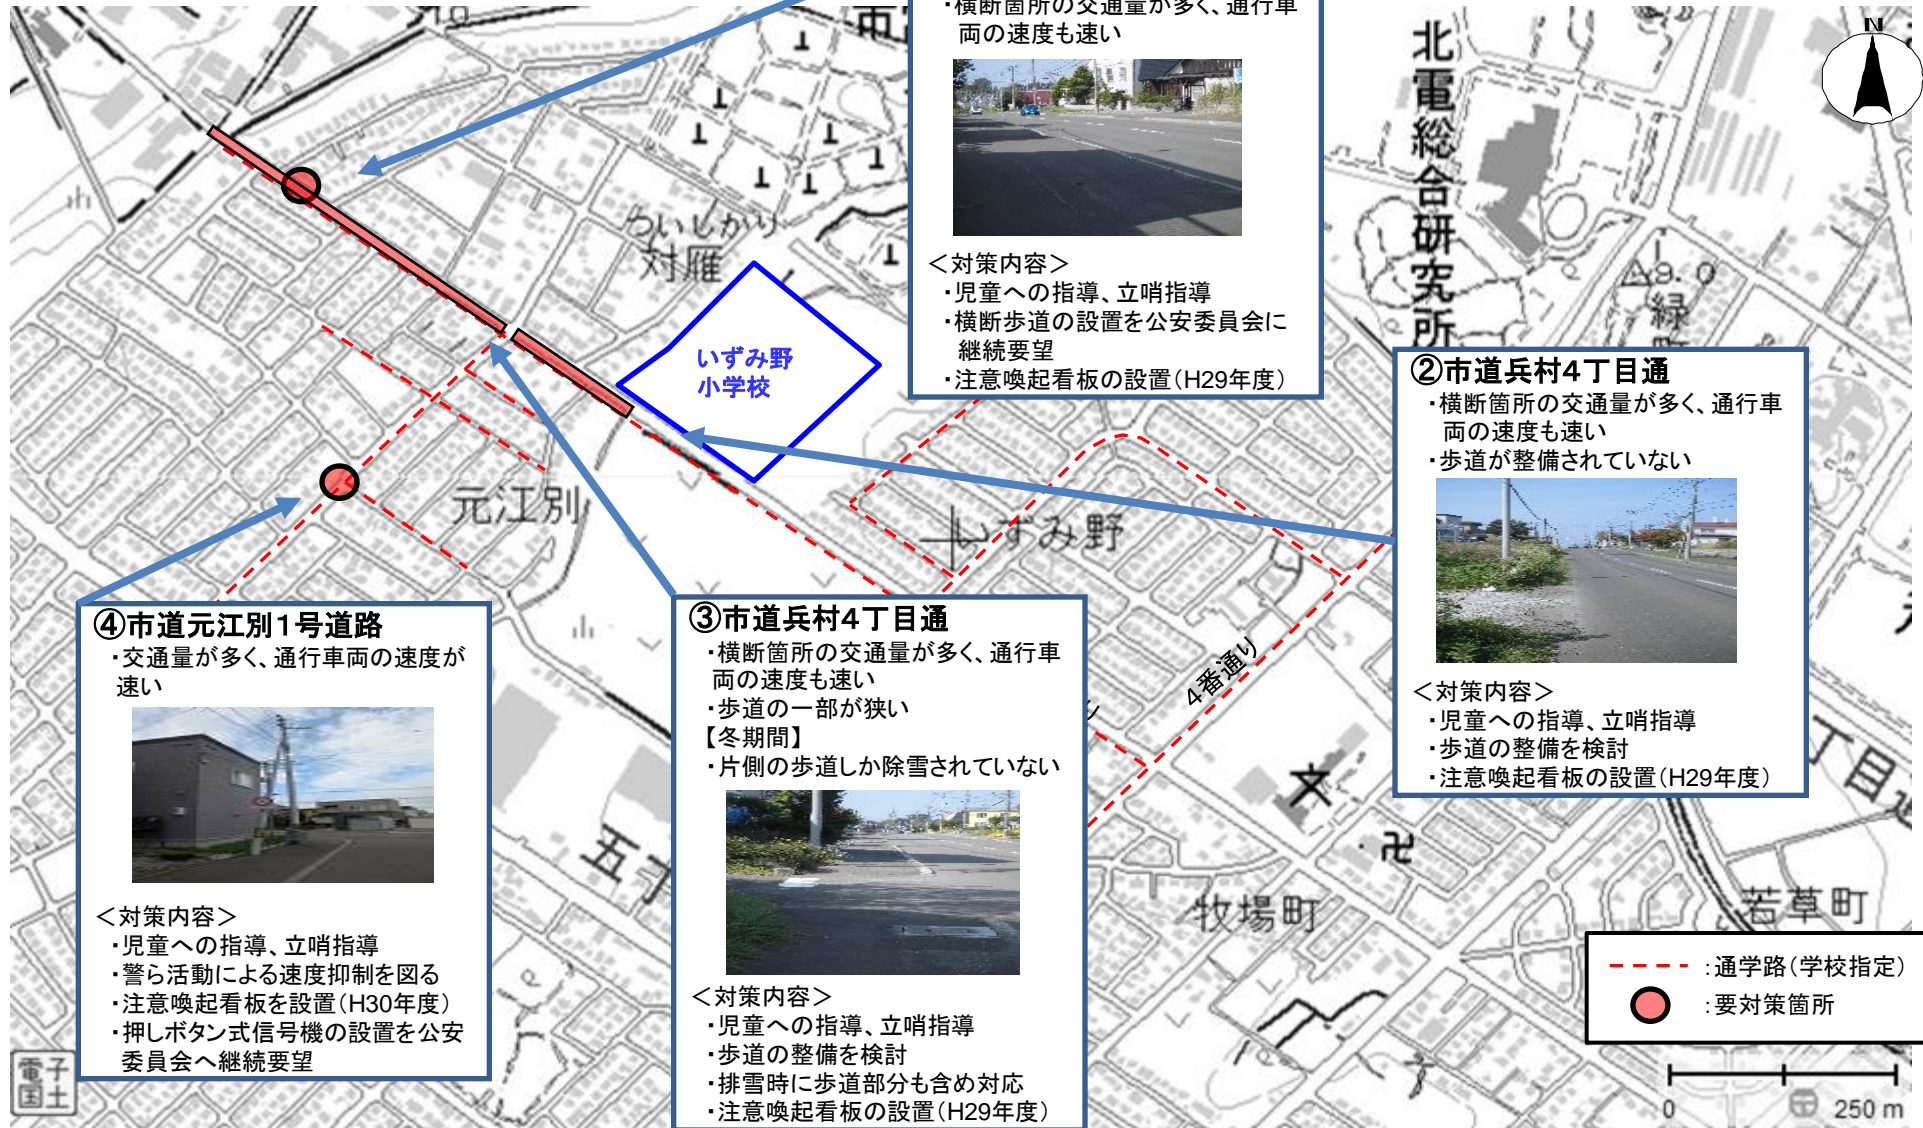 ・横断箇所の交通量が多く、通行車
両の速度も速い
＜対策内容＞
・児童への指導、立哨指導
・横断歩道の設置を公安委員会に
継続要望
・注意喚起看板の設置（H29年度）
②市道兵村4丁目通
・横断箇所の交通量が多く、通行車
両の速度も速い
・歩道が整備されていない
＜対策内容＞
・児童への指導、立哨指導
・歩道の整備を検討
・注意喚起看板の設置（H29年度）
③市道兵村4丁目通
・横断箇所の交通量が多く、通行車
両の速度も速い
・歩道の一部が狭い
【冬期間】
・片側の歩道しか除雪されていない
＜対策内容＞
・児童への指導、立哨指導
・歩道の整備を検討
・排雪時に歩道部分も含め対応
・注意喚起看板の設置（H29年度）
④市道元江別1号道路
・交通量が多く、通行車両の速度が
速い
＜対策内容＞
・児童への指導、立哨指導
・警ら活動による速度抑制を図る
・注意喚起看板を設置（H30年度）
・押しボタン式信号機の設置を公安
委員会へ継続要望
いずみ野
小学校
ついしかり
対雁
元江別
いずみ野
4番通り
北電総合研究所
9.0
緑町
牧場町
若草町
丁目通
五丁
N
：通学路（学校指定）
：要対策箇所
0
250 m
電子
国土